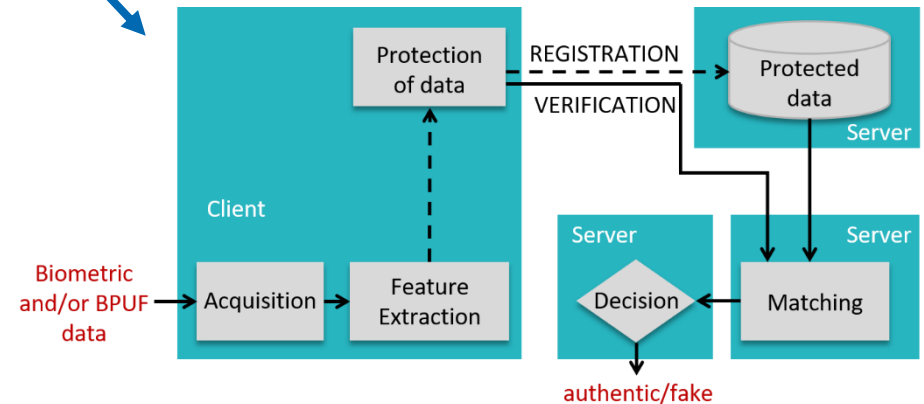 Protection
of data
REGISTRATION
VERIFICATION
Protected
data
Server
Client
Biometric
and/or BPUF
data
Acquisition
Feature
Extraction
Server
Decision
Server
Matching
authentic/fake